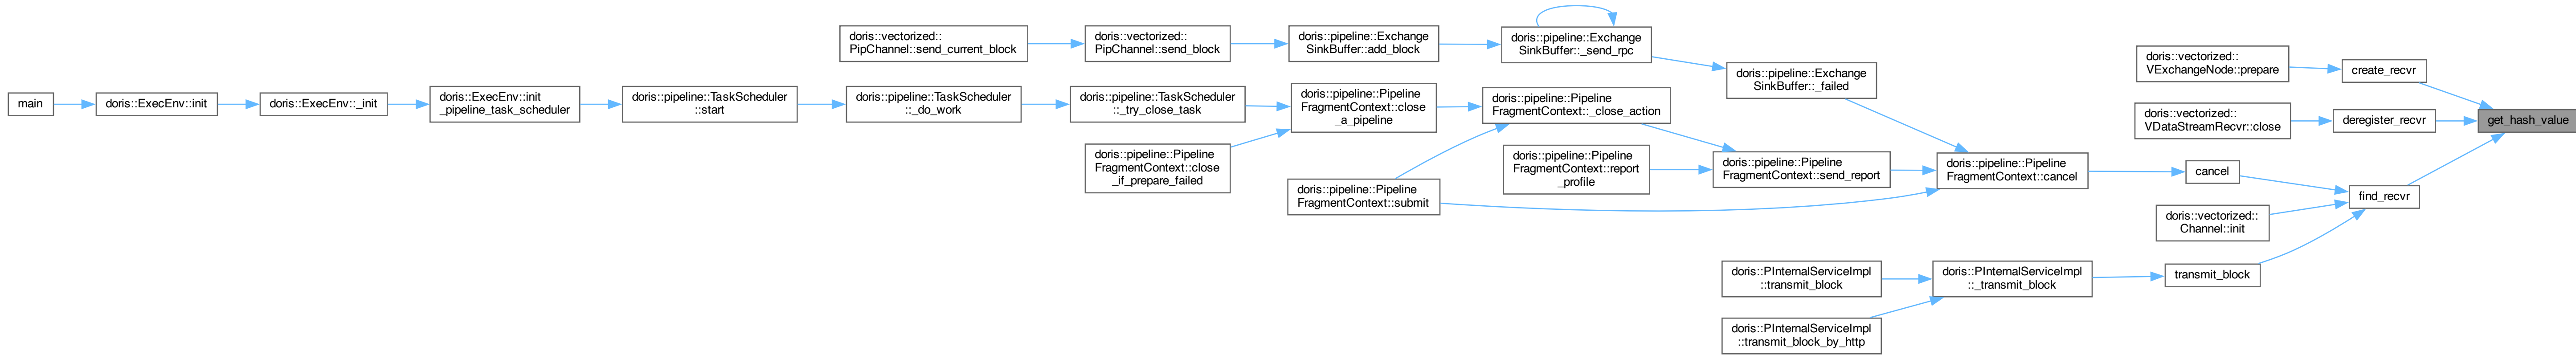 main
doris::ExecEnv::init
doris::ExecEnv::_init
doris::ExecEnv::init
_pipeline_task_scheduler
doris::pipeline::TaskScheduler
::start
doris::vectorized::
PipChannel::send_current_block
doris::pipeline::TaskScheduler
::_do_work
doris::vectorized::
PipChannel::send_block
doris::pipeline::TaskScheduler
::_try_close_task
doris::pipeline::Pipeline
FragmentContext::close
_if_prepare_failed
doris::pipeline::Exchange
SinkBuffer::add_block
doris::pipeline::Pipeline
FragmentContext::close
_a_pipeline
doris::pipeline::Pipeline
FragmentContext::submit
doris::pipeline::Exchange
SinkBuffer::_send_rpc
doris::pipeline::Pipeline
FragmentContext::_close_action
doris::pipeline::Pipeline
FragmentContext::report
_profile
doris::pipeline::Exchange
SinkBuffer::_failed
doris::pipeline::Pipeline
FragmentContext::send_report
doris::PInternalServiceImpl
::transmit_block
doris::PInternalServiceImpl
::transmit_block_by_http
doris::pipeline::Pipeline
FragmentContext::cancel
doris::PInternalServiceImpl
::_transmit_block
doris::vectorized::
VExchangeNode::prepare
doris::vectorized::
VDataStreamRecvr::close
cancel
doris::vectorized::
Channel::init
transmit_block
create_recvr
deregister_recvr
find_recvr
get_hash_value